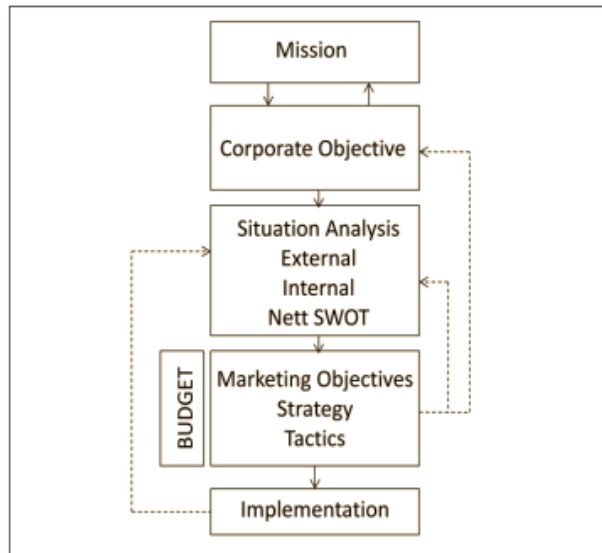 Mission
Corporate Objective
Situation Analysis
External
Internal
Nett SWOT
BUDGET
Marketing Objectives
Strategy
Tactics
Implementation